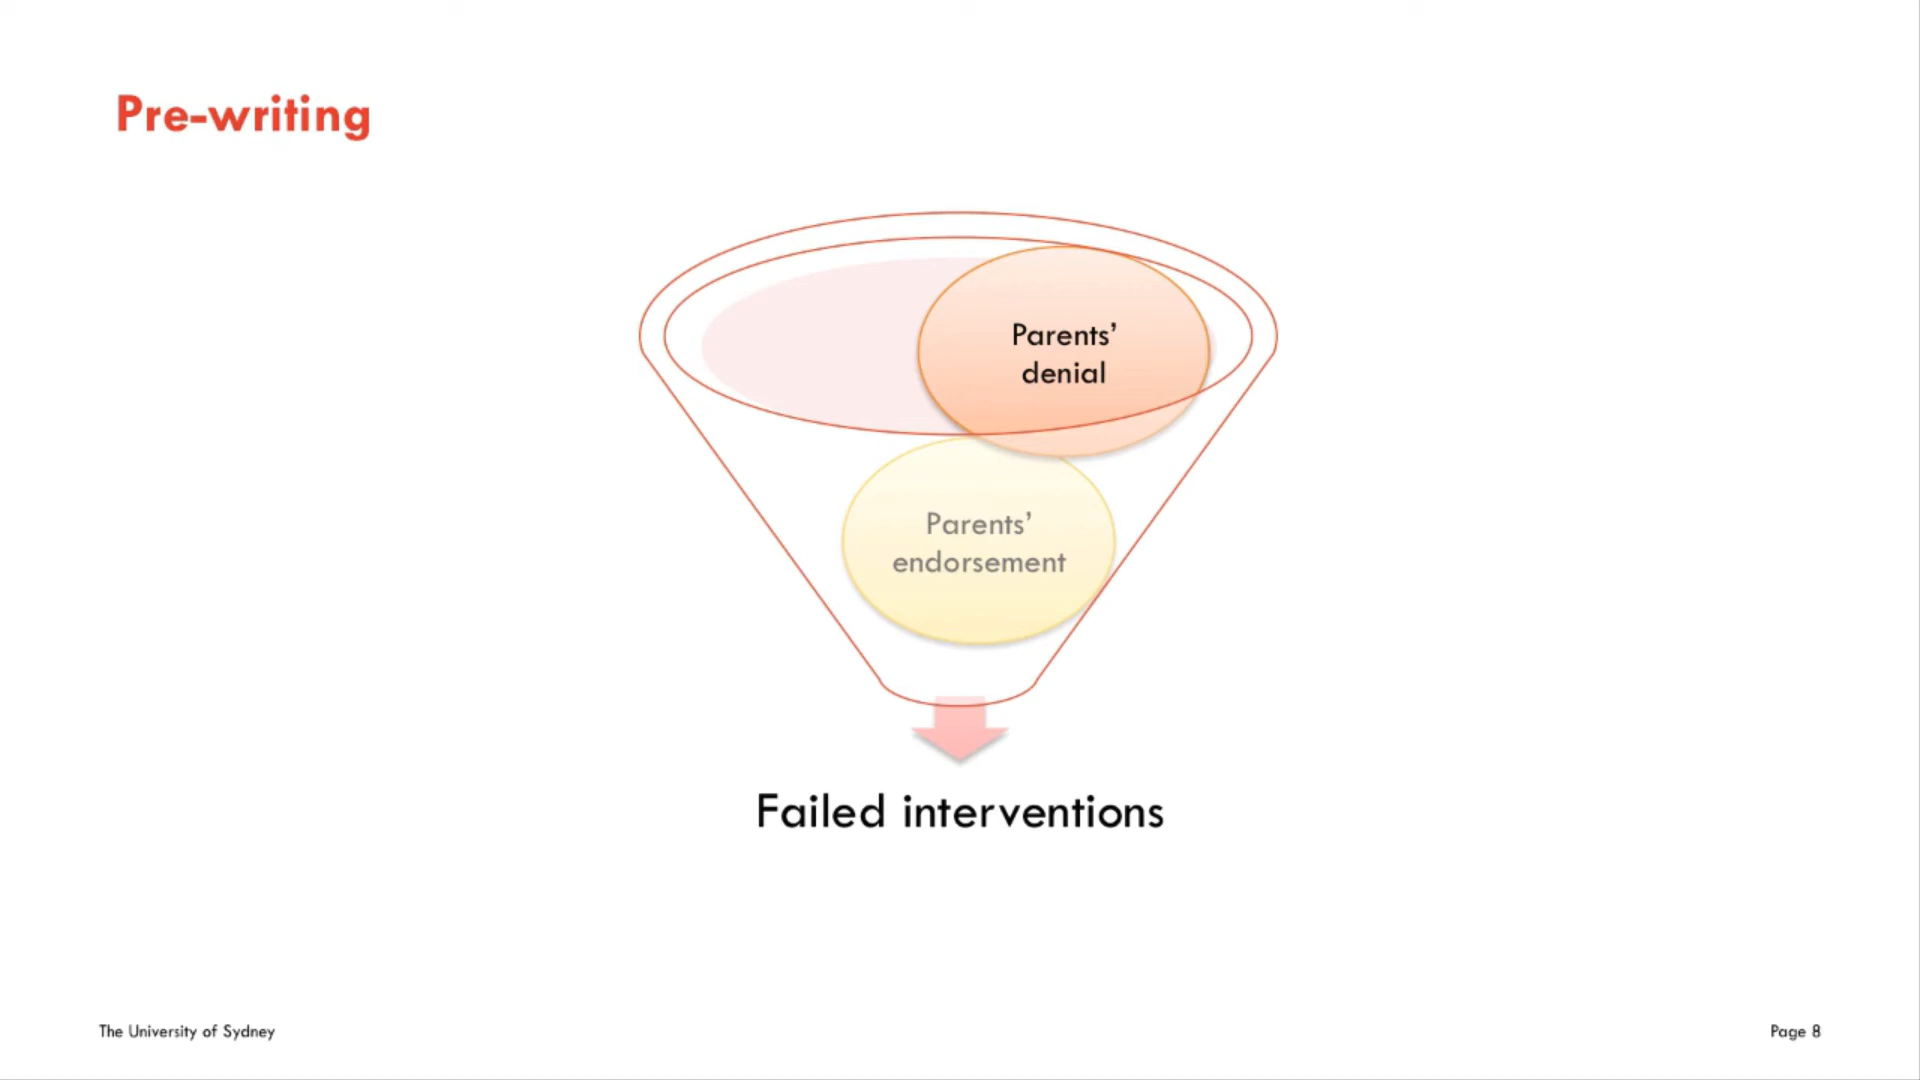 Pre-writing
Parents’
denial
Parents’
endorsement
Failed interventions
The University of Sydney
Page 8